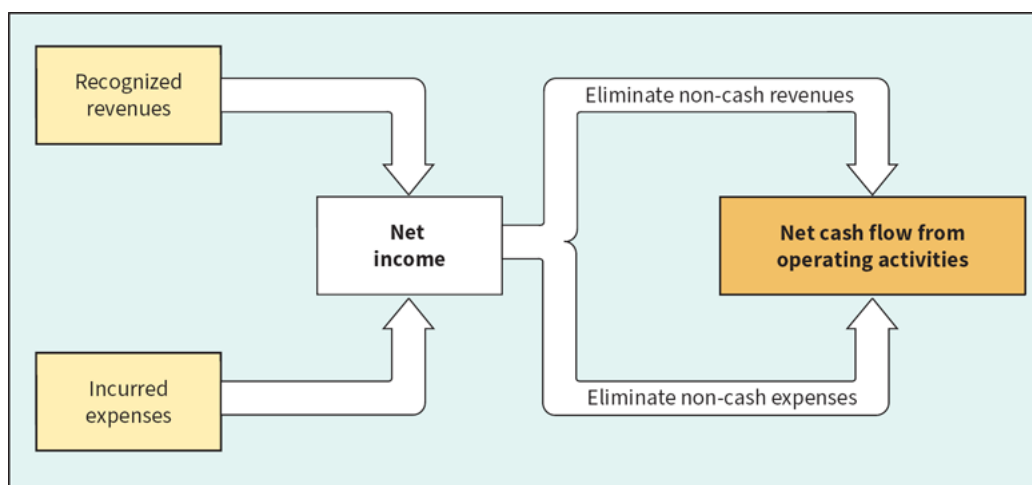 Recognized
revenues
Eliminate non-cash revenues
Net
income
Net cash flow from
operating activities
Incurred
expenses
Eliminate non-cash expenses